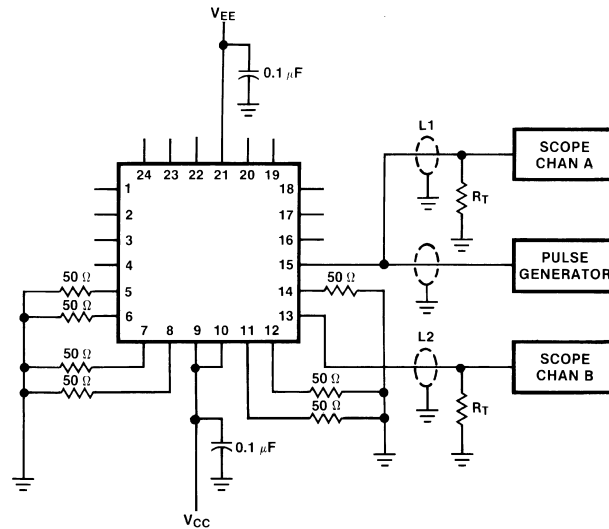 VEE
0.1 µF
L1
SCOPE
CHAN A
RT
24 23 22 21 20 19
1
2
3
4
5
6
18
17
16
15
14
13
PULSE
GENERATOR
50 Ω
50 Ω
50 Ω
7 8 9 10 11 12
L2
SCOPE
CHAN B
50 Ω
50 Ω
50 Ω
50 Ω
RT
0.1 µF
VCC